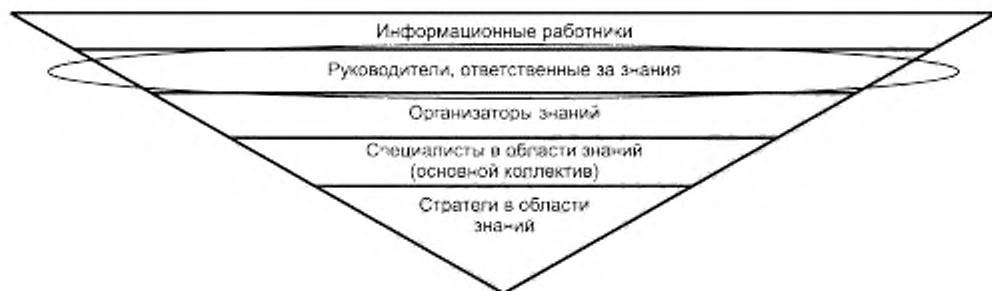 Информационные работники
Руководители, ответственные за знания
Организаторы знаний
Специалисты в области знаний
(основной коллектив)
Стратеги в области
знаний